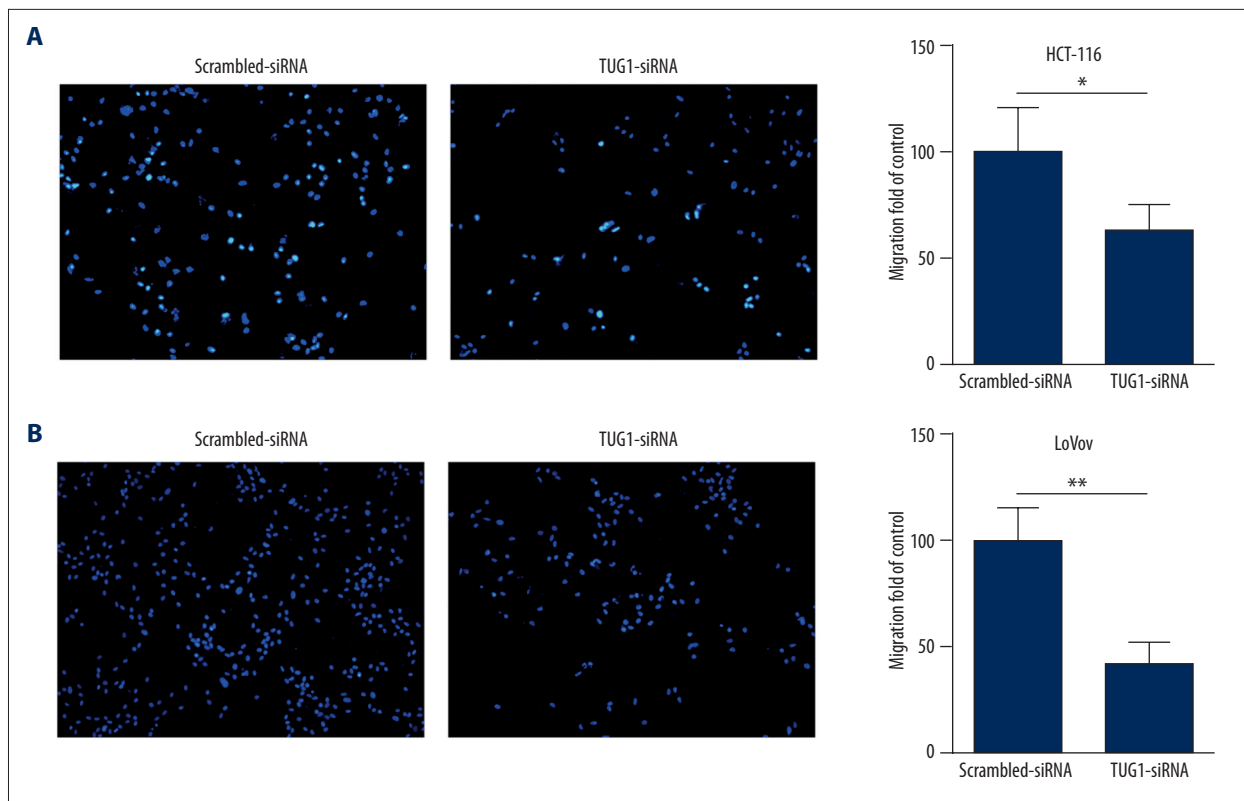 A
Scrambled-siRNA
TUG1-siRNA
HCT-116
*
Migration fold of control
150
100
50
0
Scrambled-siRNA
TUG1-siRNA
B
Scrambled-siRNA
TUG1-siRNA
LoVov
**
Migration fold of control
150
100
50
0
Scrambled-siRNA
TUG1-siRNA